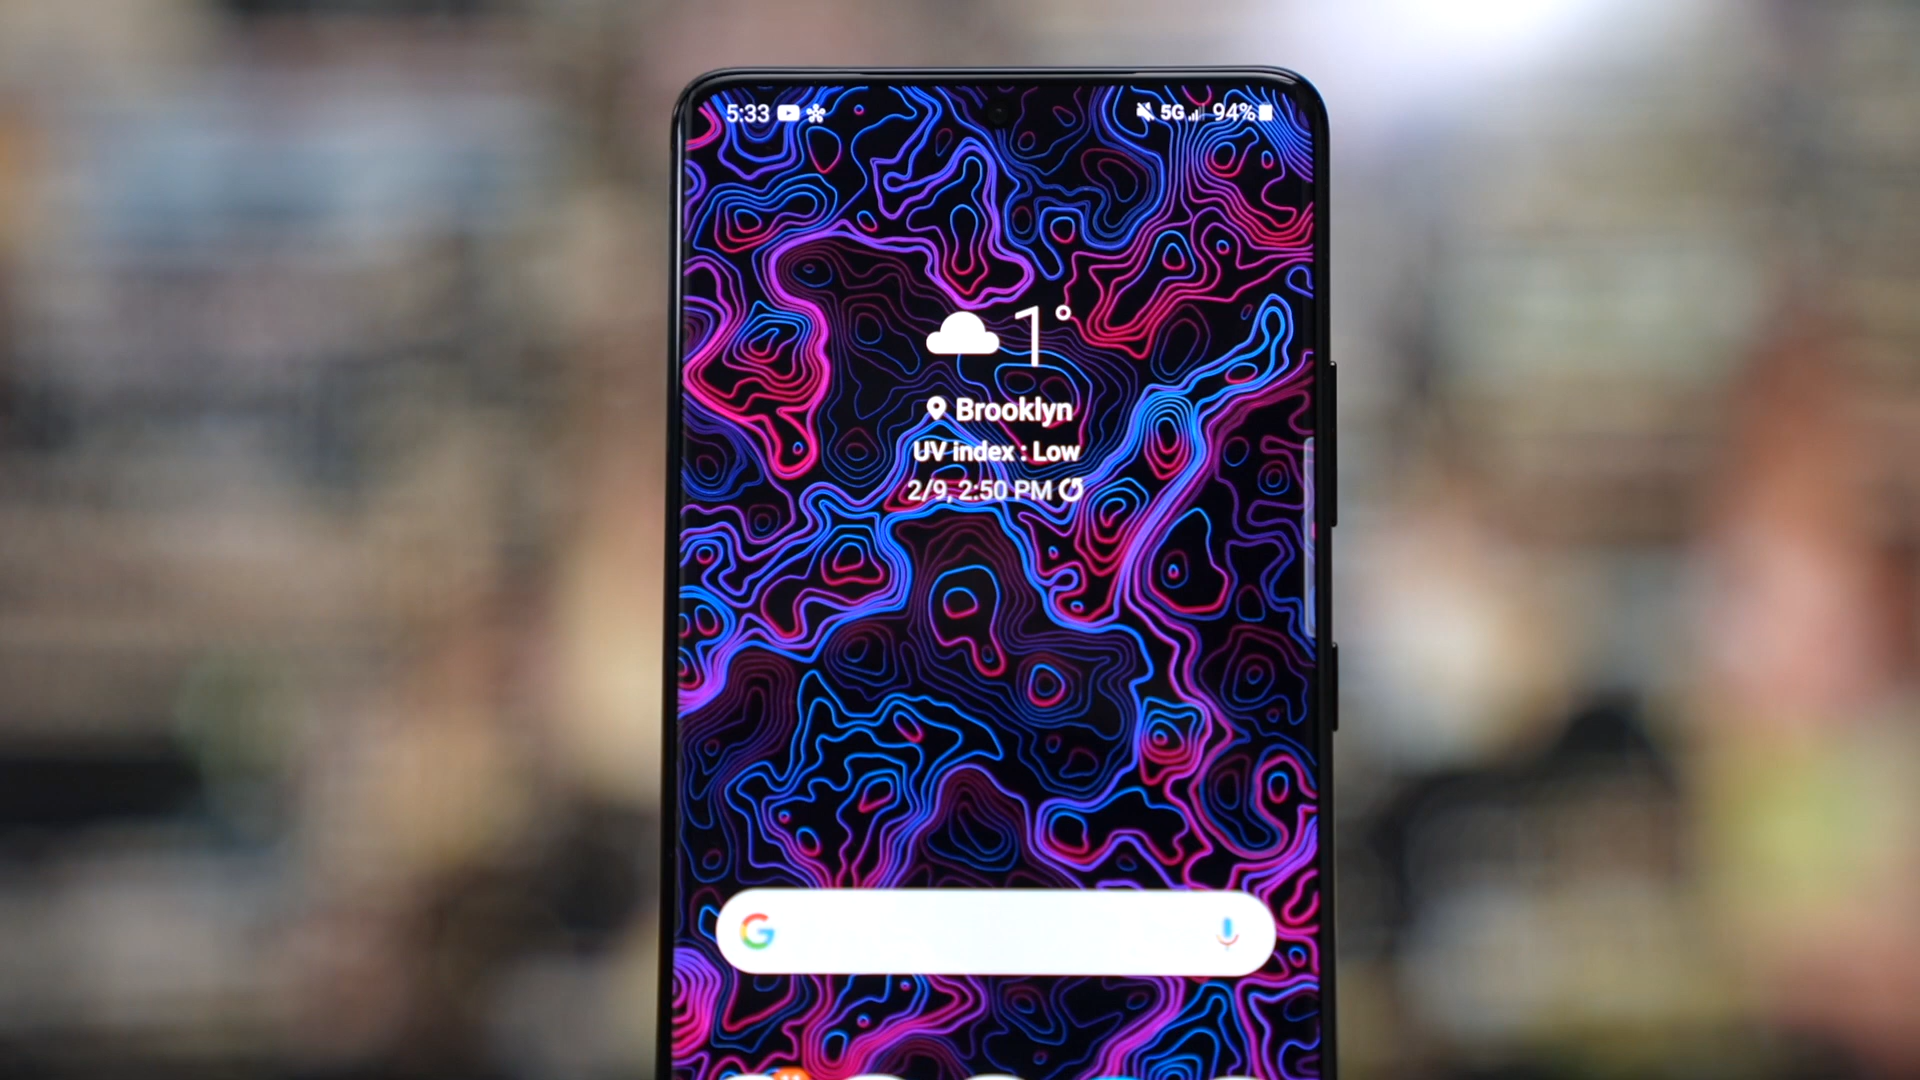 5:33 5G 94%
1°
Brooklyn
UV index : Low
2/9, 2:50 PM
G